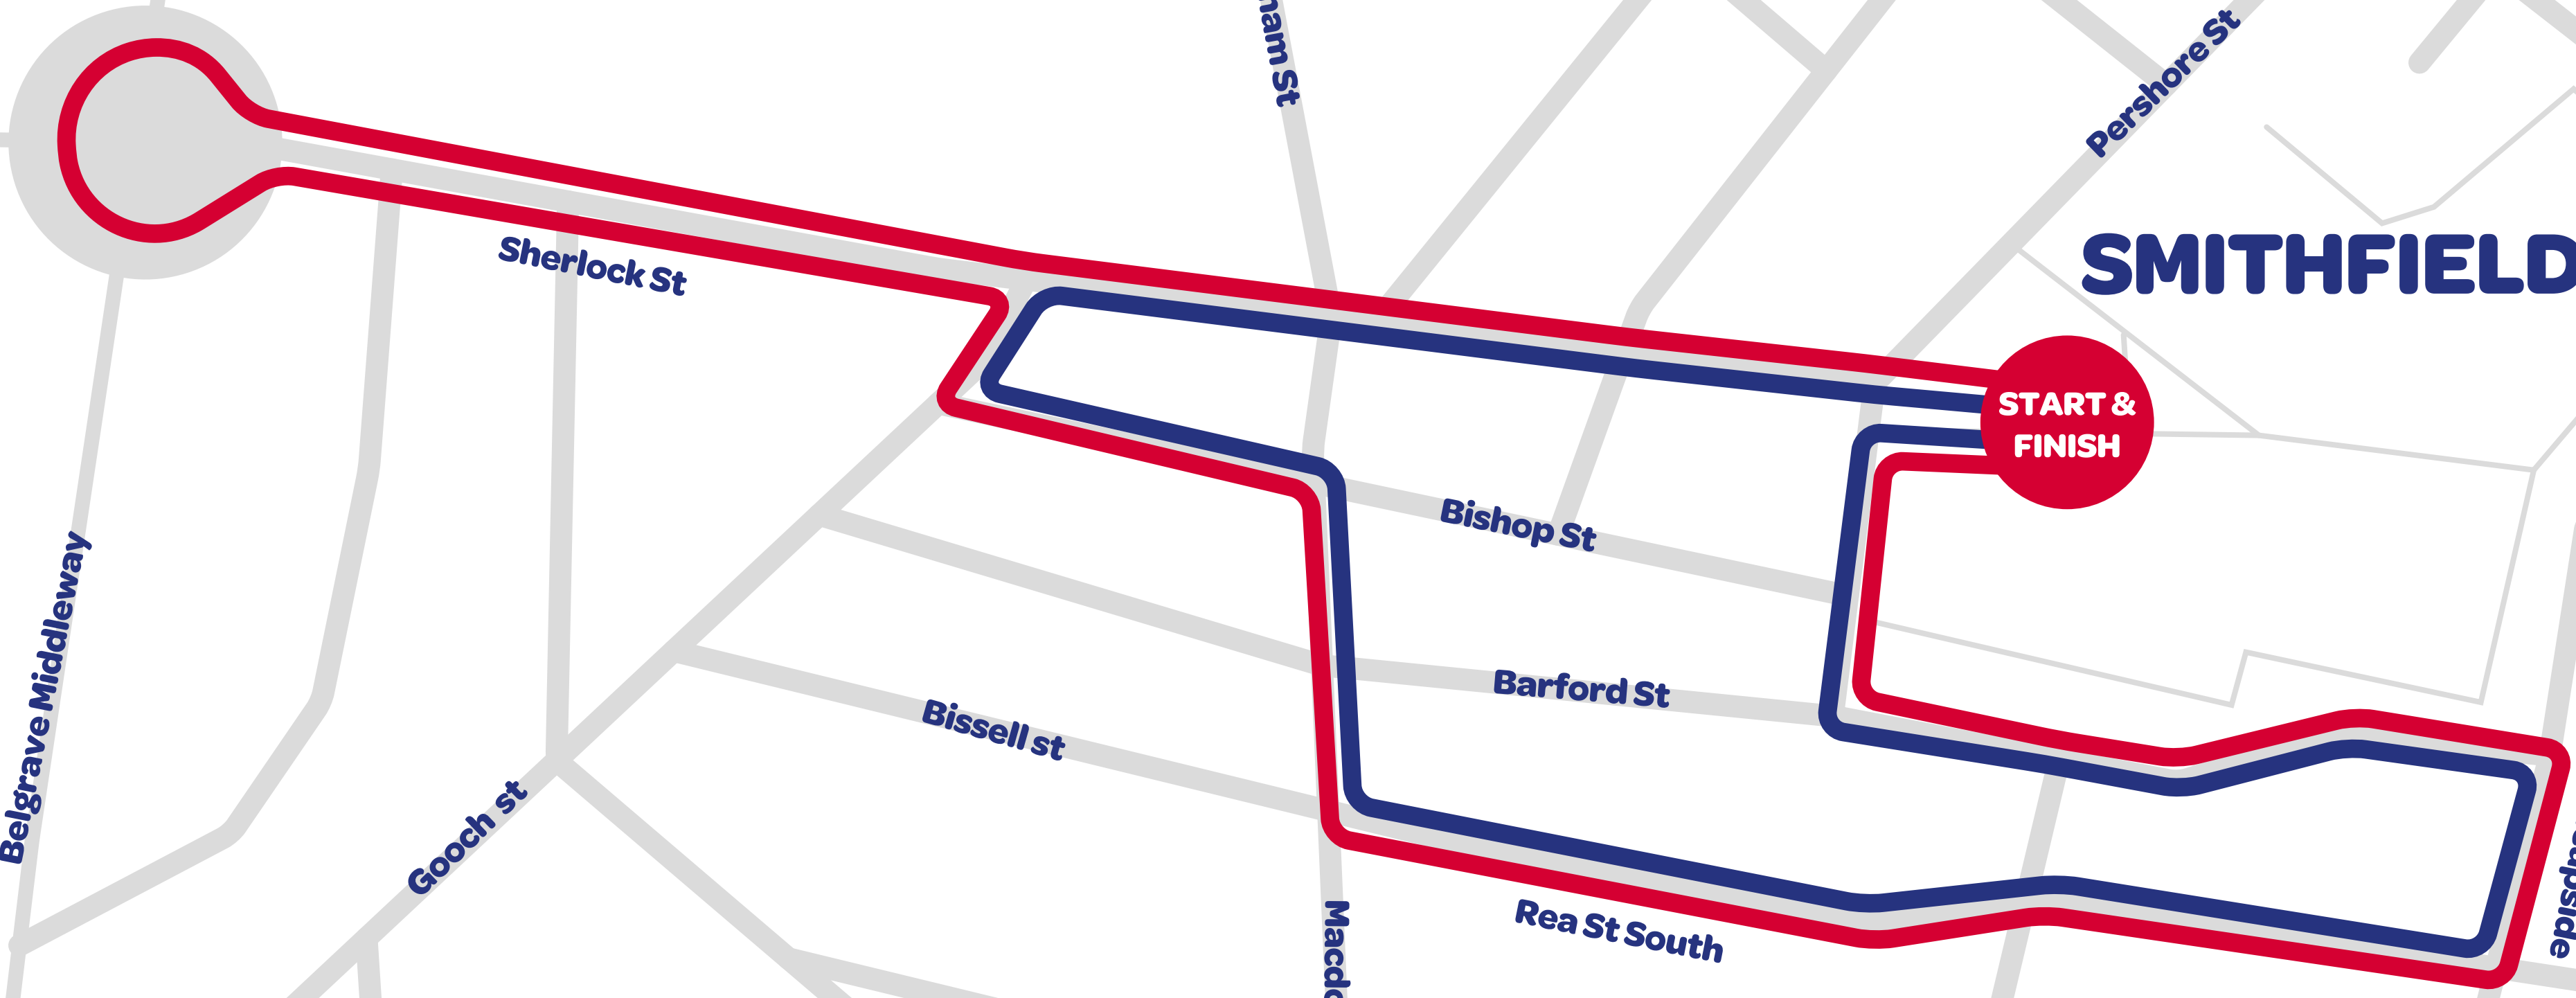 Pershore St
SMITHFIELD
Sherlock St
START &
FINISH
Bishop St
Belgrave Middleway
Barford St
Bissell st
Gooch st
Rea St South